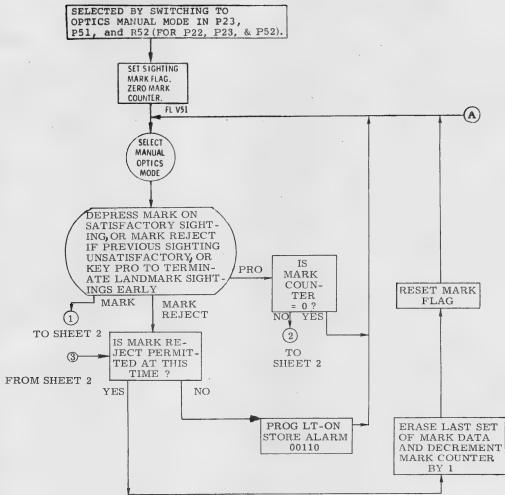 SELECTED BY SWITCHING TO
OPTICS MANUAL MODE IN P23,
P51, and R52 (FOR P22, P23, & P52).
SET SIGHTING
MARK FLAG.
ZERO MARK
COUNTER.
FL V51
A
SELECT
MANUAL
OPTICS
MODE
DEPRESS MARK ON
SATISFACTORY SIGHT-
ING, OR MARK REJECT
IF PREVIOUS SIGHTING
UNSATISFACTORY, OR
KEY PRO TO TERMIN-
ATE LANDMARK SIGHT-
INGS EARLY
PRO
IS
MARK
COUN-
TER
= 0 ?
NO YES
RESET MARK
FLAG
MARK
MARK
REJECT
1
TO SHEET 2
2
TO
SHEET 2
3
FROM SHEET 2
IS MARK RE-
JECT PERMIT-
TED AT THIS
TIME ?
YES
NO
PROG LT-ON
STORE ALARM
00110
ERASE LAST SET
OF MARK DATA
AND DECREMENT
MARK COUNTER
BY 1